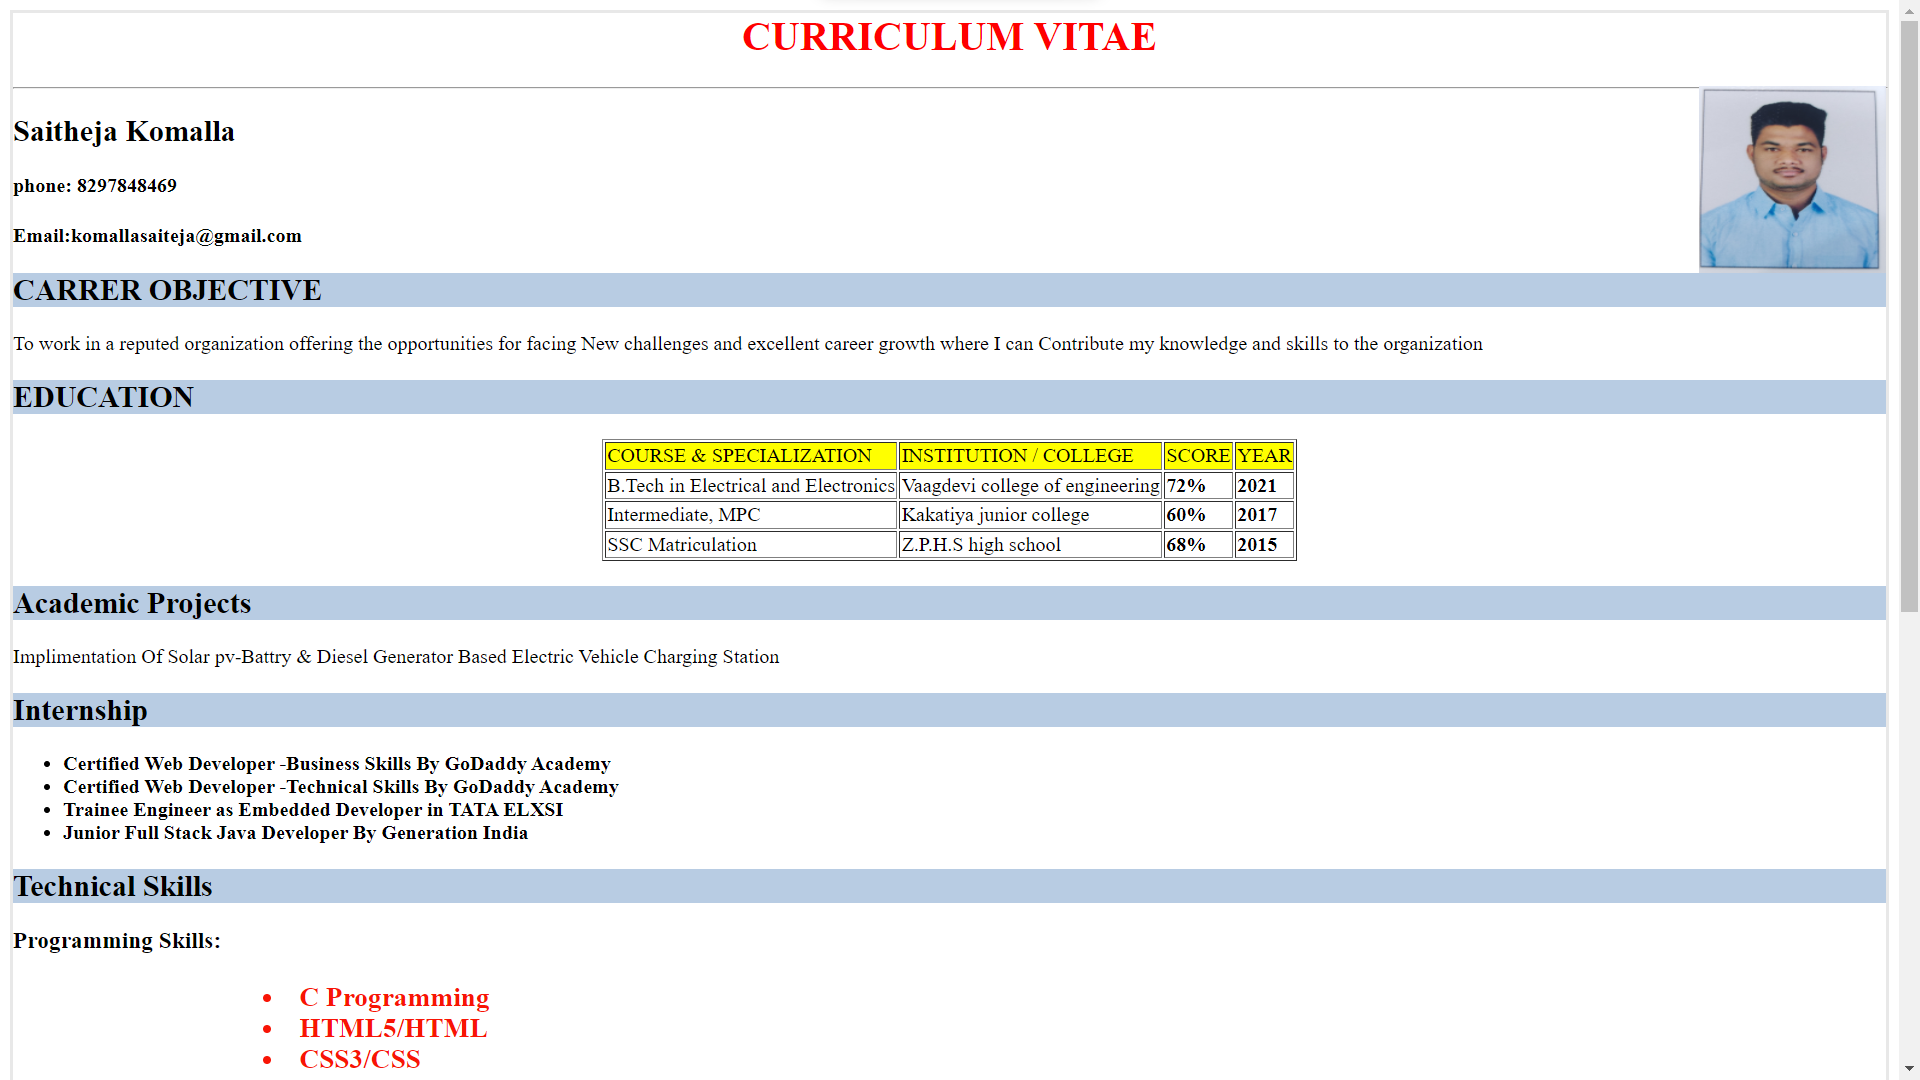 CURRICULUM VITAE
Saitheja Komalla
phone: 8297848469
Email:komallasaiteja@gmail.com
CARRER OBJECTIVE
To work in a reputed organization offering the opportunities for facing New challenges and excellent career growth where I can Contribute my knowledge and skills to the organization
EDUCATION
COURSE & SPECIALIZATION INSTITUTION / COLLEGE SCORE YEAR
B.Tech in Electrical and Electronics Vaagdevi college of engineering 72% 2021
Intermediate, MPC Kakatiya junior college 60% 2017
SSC Matriculation Z.P.H.S high school 68% 2015
Academic Projects
Implimentation Of Solar pv-Battry & Diesel Generator Based Electric Vehicle Charging Station
Internship
• Certified Web Developer -Business Skills By GoDaddy Academy
• Certified Web Developer -Technical Skills By GoDaddy Academy
• Trainee Engineer as Embedded Developer in TATA ELXSI
• Junior Full Stack Java Developer By Generation India
Technical Skills
Programming Skills:
• C Programming
• HTML5/HTML
• CSS3/CSS